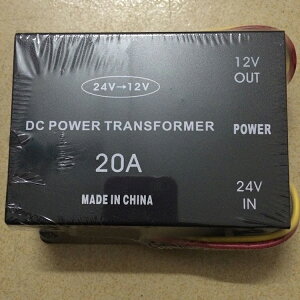 24V→12V
12V
OUT
DC POWER TRANSFORMER
POWER
20A
24V
IN
MADE IN CHINA